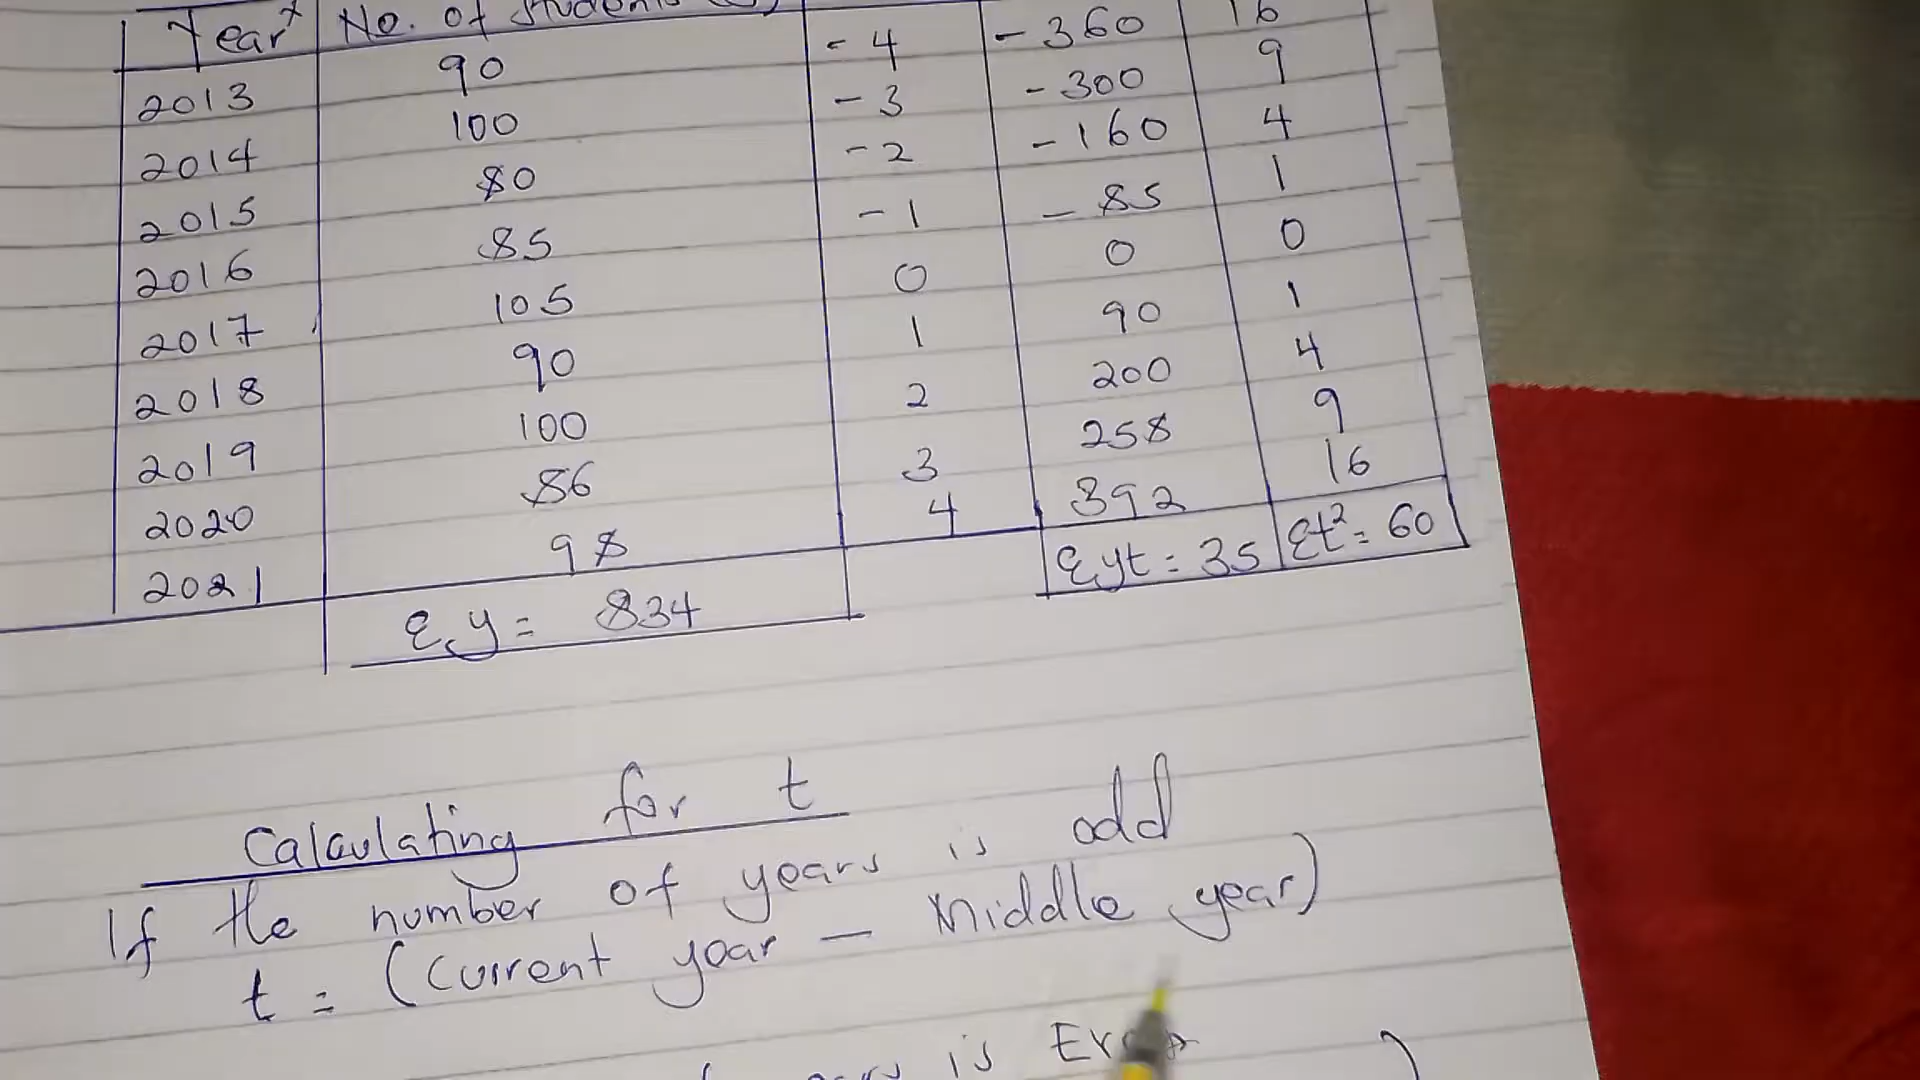 Year x No. of Students
2013 90 -4 -360 16
2014 100 -3 -300 9
2015 80 -2 -160 4
2016 85 -1 -85 1
2017 105 0 0 0
2018 90 1 90 1
2019 100 2 200 4
2020 86 3 258 9
2021 98 4 392 16
Σy = 834 Σyt = 35 Σt² = 60
Calculating for t
If the number of years is odd
t = (Current year - Middle year)
is